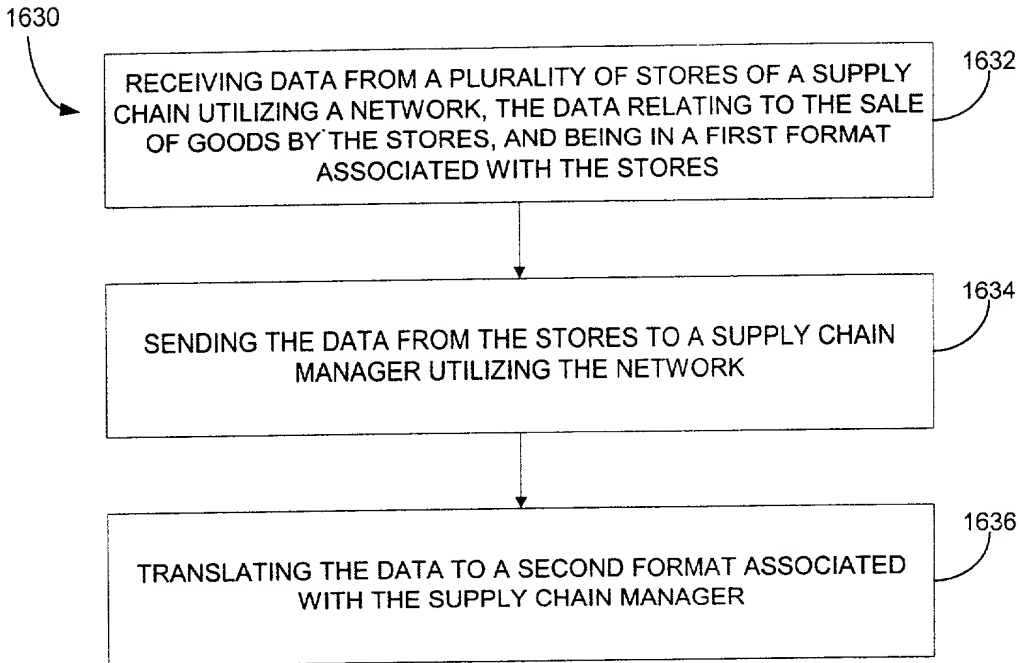 1630
RECEIVING DATA FROM A PLURALITY OF STORES OF A SUPPLY
CHAIN UTILIZING A NETWORK, THE DATA RELATING TO THE SALE
OF GOODS BY THE STORES, AND BEING IN A FIRST FORMAT
ASSOCIATED WITH THE STORES
1632
SENDING THE DATA FROM THE STORES TO A SUPPLY CHAIN
MANAGER UTILIZING THE NETWORK
1634
TRANSLATING THE DATA TO A SECOND FORMAT ASSOCIATED
WITH THE SUPPLY CHAIN MANAGER
1636